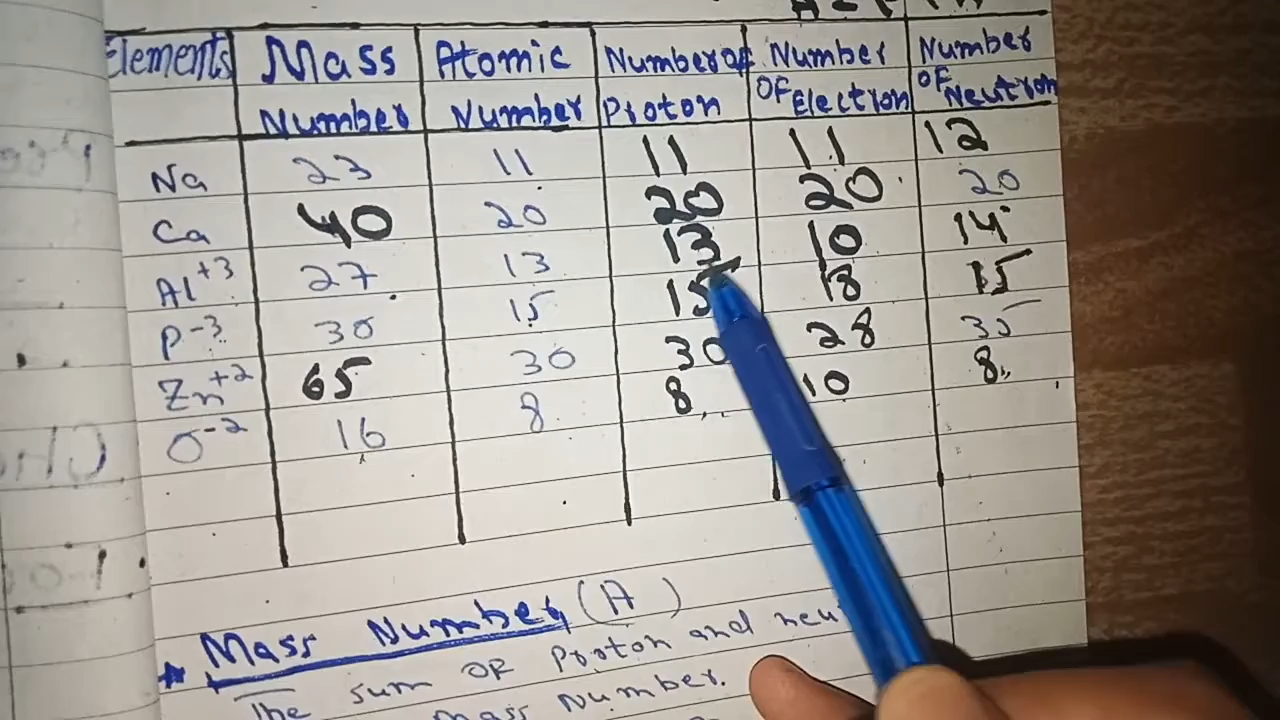 Elements Mass Number Atomic Number Number of Proton Number OF Election Number OF Neutron
Na 23 11 11 11 12
Ca 40 20 20 20 20
Al+3 27 13 13 10 14
P-3 30 15 15 18 15
Zn+2 65 30 30 28 35
O-2 16 8 8 10 8
Mass Number (A)
The sum OF Proton and neu
Mass Number.